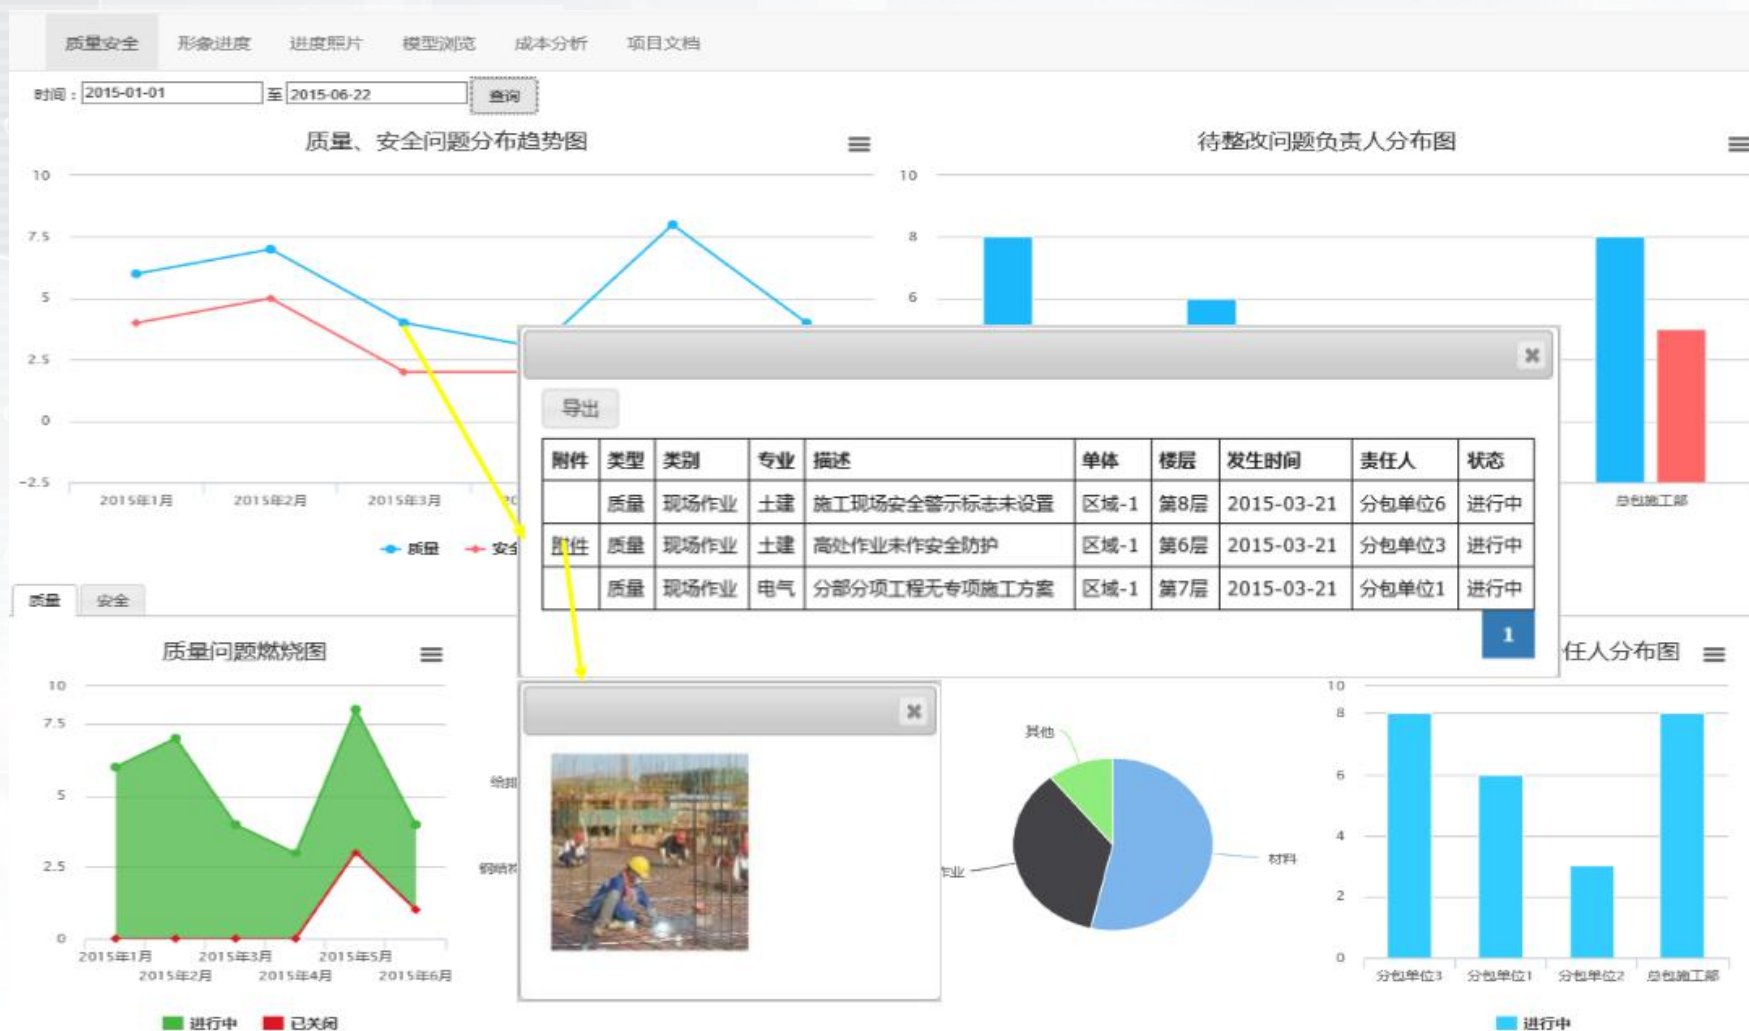 质量安全 形象进度 进度照片 模型浏览 成本分析 项目文档
时间： 2015-01-01 至 2015-06-22 查询
质量、安全问题分布趋势图
10
7.5
5
2.5
0
-2.5
2015年1月 2015年2月 2015年3月
质量 安全
待整改问题负责人分布图
10
8
6
总包施工部
导出
附件 类型 类别 专业 描述 单体 楼层 发生时间 责任人 状态
质量 现场作业 土建 施工现场安全警示标志未设置 区域-1 第8层 2015-03-21 分包单位6 进行中
附件 质量 现场作业 土建 高处作业未作安全防护 区域-1 第6层 2015-03-21 分包单位3 进行中
质量 现场作业 电气 分部分项工程无专项施工方案 区域-1 第7层 2015-03-21 分包单位1 进行中
1
质量 安全
质量问题燃烧图
10
7.5
5
2.5
0
2015年1月 2015年3月 2015年5月
2015年2月 2015年4月 2015年6月
进行中 已关闭
其他
作业
材料
任人分布图
10
8
6
4
2
0
分包单位3 分包单位1 分包单位2 总包施工部
进行中